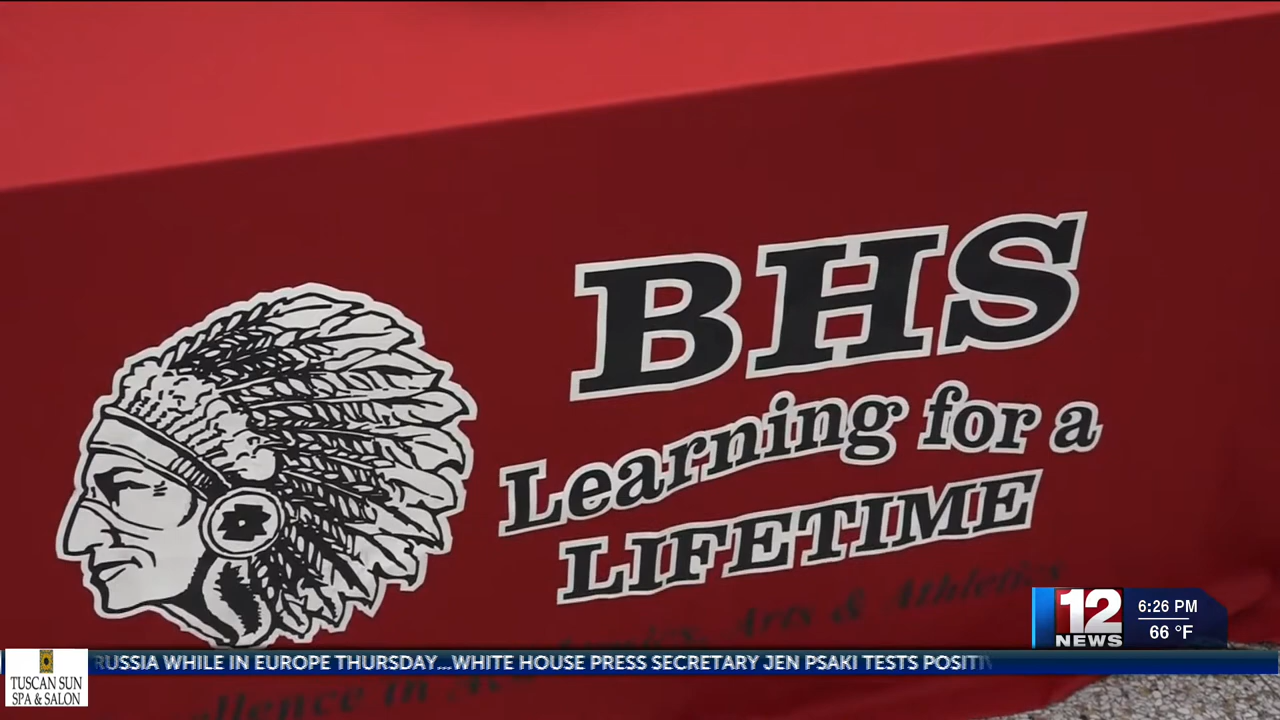 BHS
Learning for a
LIFETIME
Arts & Athletics
12
NEWS
6:26 PM
66 °F
RUSSIA WHILE IN EUROPE THURSDAY...WHITE HOUSE PRESS SECRETARY JEN PSAKI TESTS
TUSCAN SUN
SPA & SALON